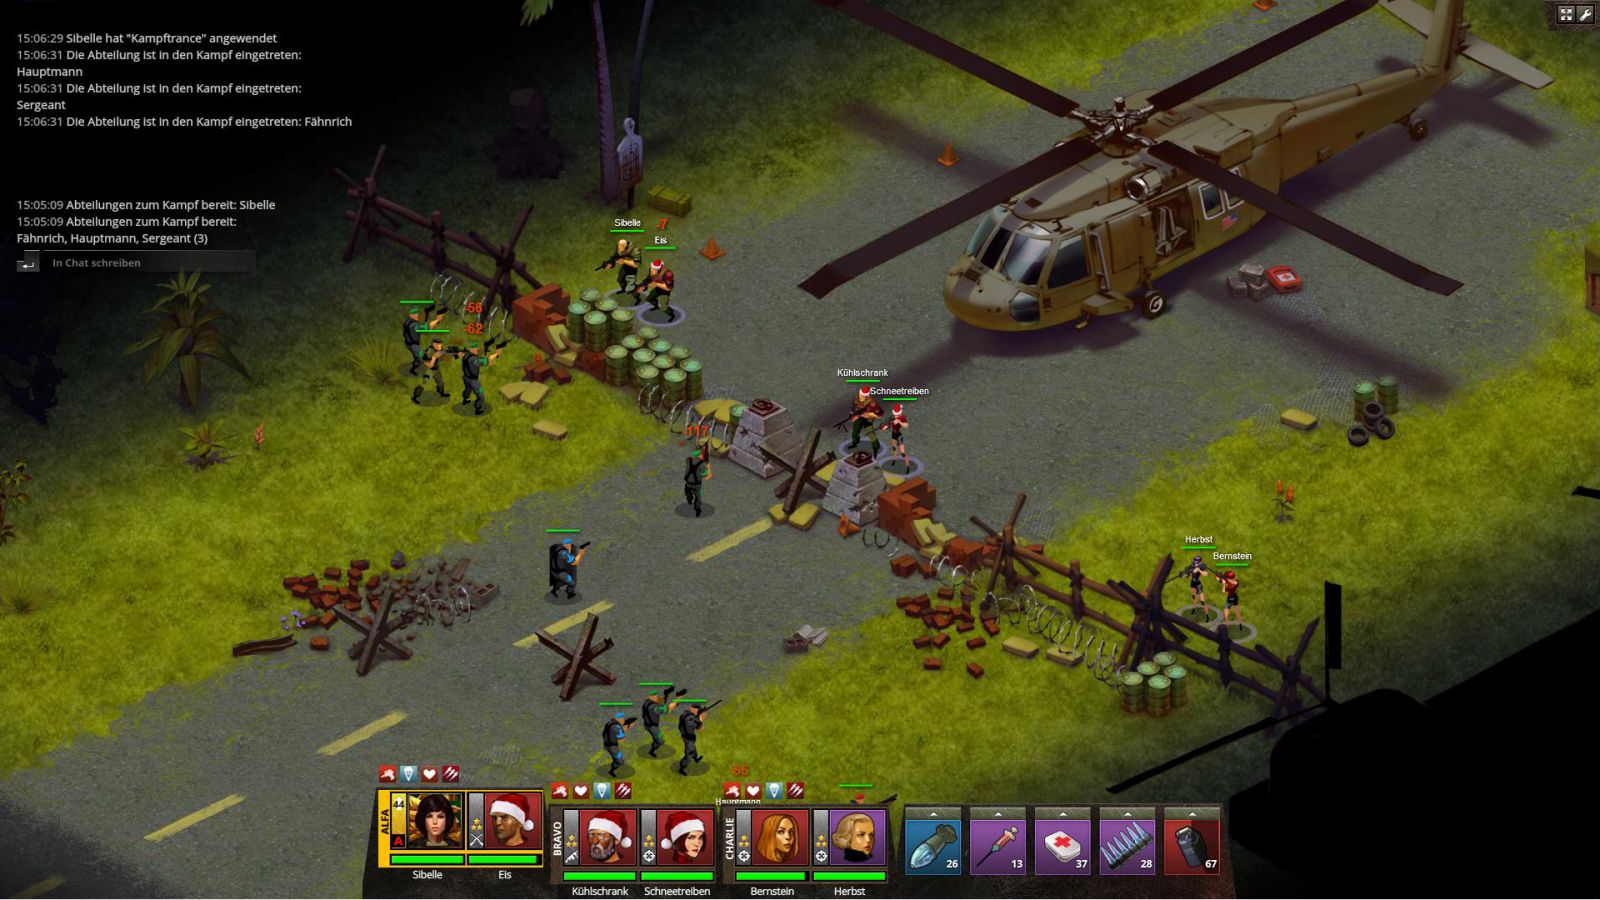 15:06:29 Sibelle hat "Kampftrance" angewendet
15:06:31 Die Abteilung ist in den Kampf eingetreten:
Hauptmann
15:06:31 Die Abteilung ist in den Kampf eingetreten:
Sergeant
15:06:31 Die Abteilung ist in den Kampf eingetreten: Fähnrich
15:05:09 Abteilungen zum Kampf bereit: Sibelle
15:05:09 Abteilungen zum Kampf bereit:
Fähnrich, Hauptmann, Sergeant (3)
In Chat schreiben
Sibelle
-7
Eis
-56
-62
Kühlschrank
Schneetreiben
-117
Herbst
Bernstein
-66
Hauptmann
ALFA
44
A
Sibelle
Eis
BRAVO
Kühlschrank
Schneetreiben
CHARLIE
Bernstein
Herbst
26
13
37
28
67